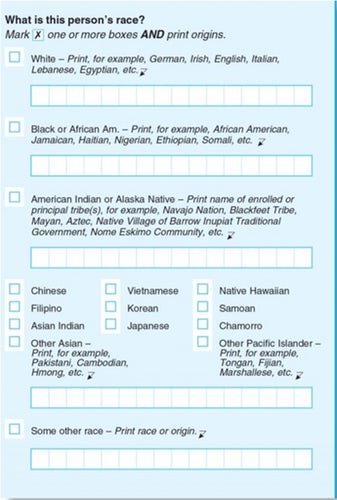 What is this person's race?
Mark X one or more boxes AND print origins.
White – Print, for example, German, Irish, English, Italian,
Lebanese, Egyptian, etc.
Black or African Am. – Print, for example, African American,
Jamaican, Haitian, Nigerian, Ethiopian, Somali, etc.
American Indian or Alaska Native – Print name of enrolled or
principal tribe(s), for example, Navajo Nation, Blackfeet Tribe,
Mayan, Aztec, Native Village of Barrow Inupiat Traditional
Government, Nome Eskimo Community, etc.
Chinese Vietnamese Native Hawaiian
Filipino Korean Samoan
Asian Indian Japanese Chamorro
Other Asian –
Print, for example,
Pakistani, Cambodian,
Hmong, etc.
Other Pacific Islander –
Print, for example,
Tongan, Fijian,
Marshallese, etc.
Some other race – Print race or origin.